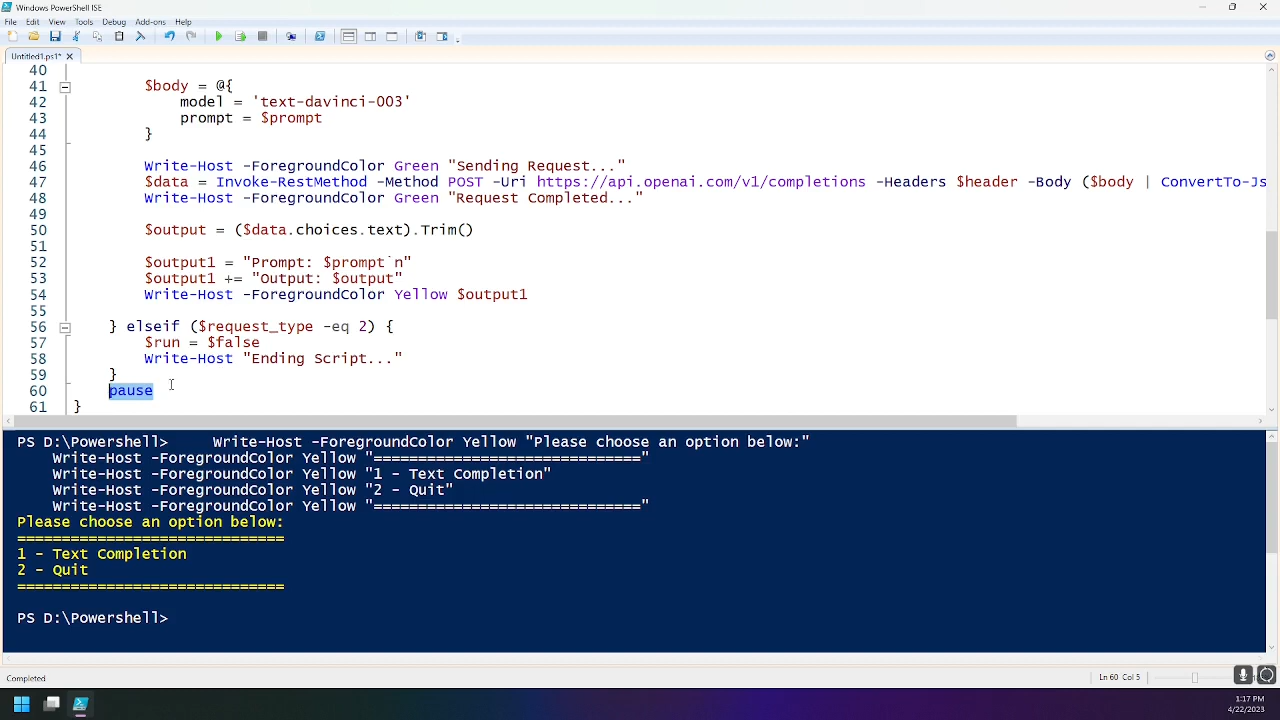 Windows PowerShell ISE
File Edit View Tools Debug Add-ons Help
Untitled1.ps1*
40
41 $body = @{
42 model = 'text-davinci-003'
43 prompt = $prompt
44 }
45
46 Write-Host -ForegroundColor Green "Sending Request..."
47 $data = Invoke-RestMethod -Method POST -Uri https://api.openai.com/v1/completions -Headers $header -Body ($body | ConvertTo-Js
48 Write-Host -ForegroundColor Green "Request Completed..."
49
50 $output = ($data.choices.text).Trim()
51
52 $output1 = "Prompt: $prompt`n"
53 $output1 += "Output: $output"
54 Write-Host -ForegroundColor Yellow $output1
55
56 } elseif ($request_type -eq 2) {
57 $run = $false
58 Write-Host "Ending Script..."
59 }
60 pause
61 }
PS D:\Powershell> Write-Host -ForegroundColor Yellow "Please choose an option below:"
Write-Host -ForegroundColor Yellow "=============================="
Write-Host -ForegroundColor Yellow "1 - Text Completion"
Write-Host -ForegroundColor Yellow "2 - Quit"
Write-Host -ForegroundColor Yellow "=============================="
Please choose an option below:
==============================
1 - Text Completion
2 - Quit
==============================
PS D:\Powershell>
Completed
Ln 60 Col 5
1:17 PM
4/22/2023